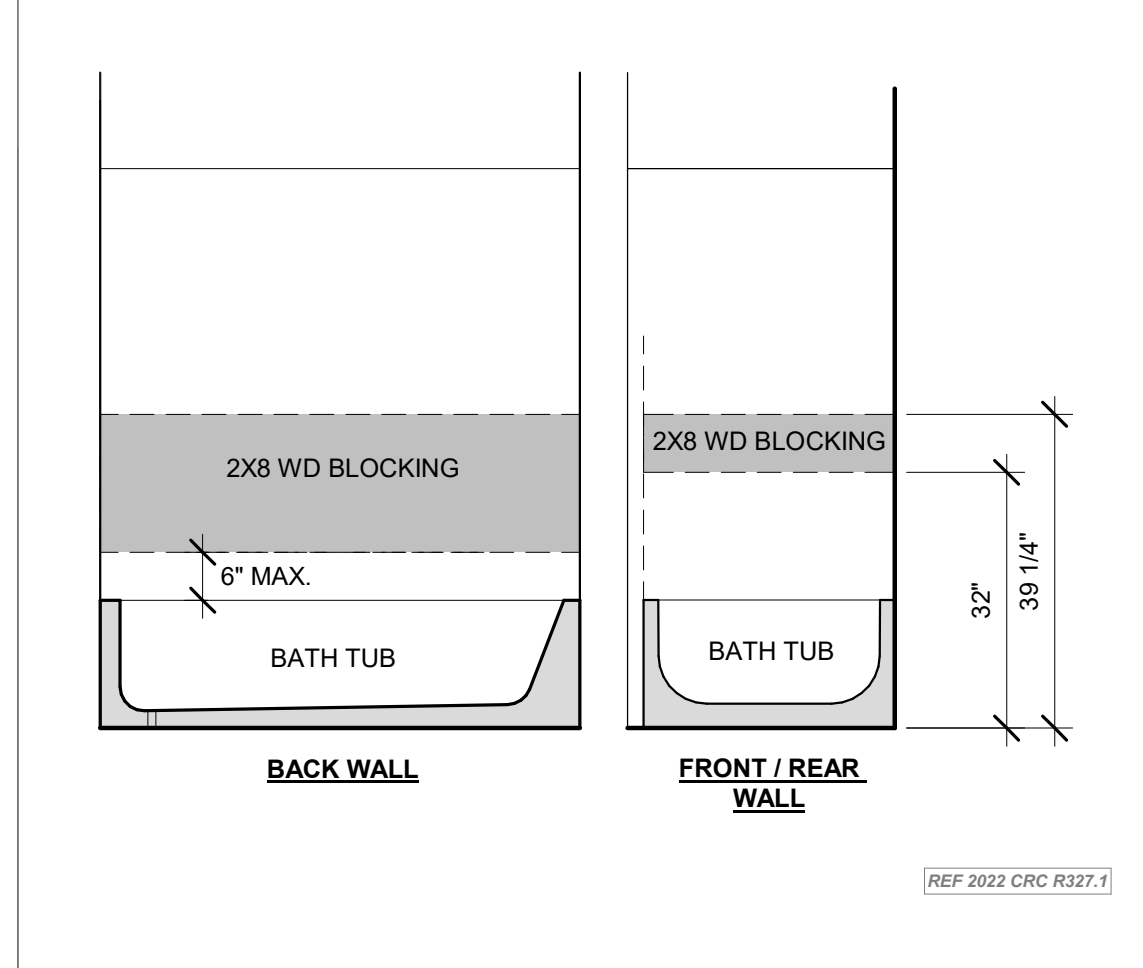 2X8 WD BLOCKING
6" MAX.
BATH TUB
BACK WALL
2X8 WD BLOCKING
BATH TUB
FRONT / REAR
WALL
32"
39 1/4"
REF 2022 CRC R327.1